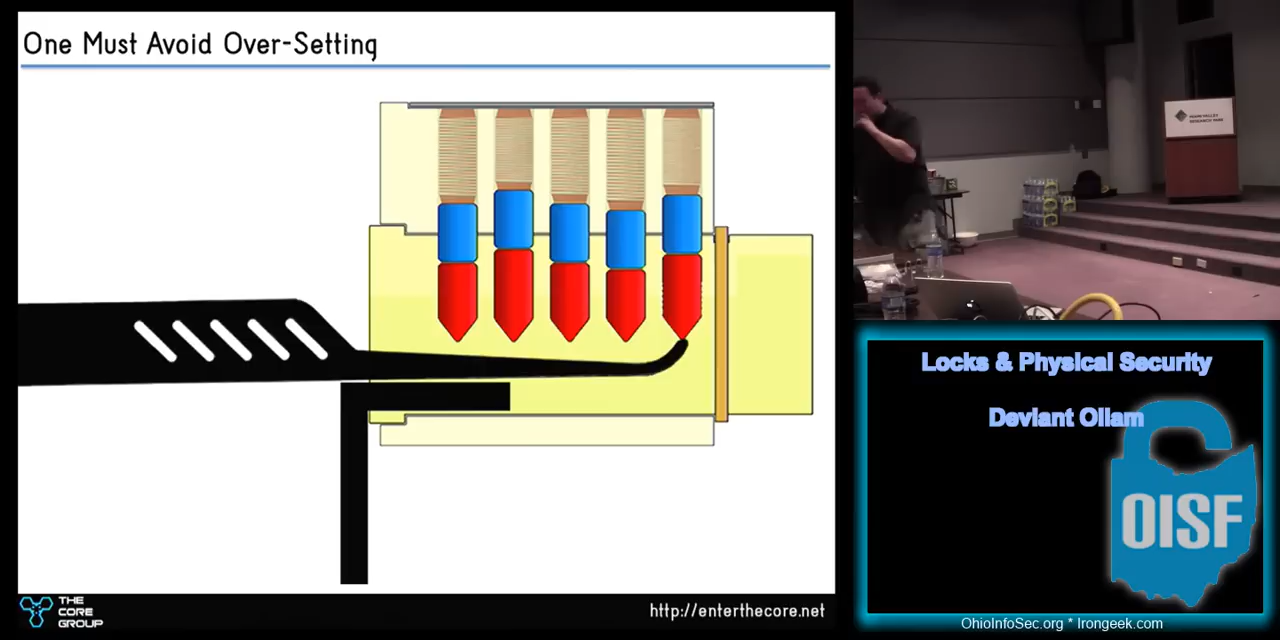 One Must Avoid Over-Setting
THE
CORE
GROUP
http://enterthecore.net
Locks & Physical Security
Deviant Ollam
OISF
OhioInfoSec.org * Irongeek.com